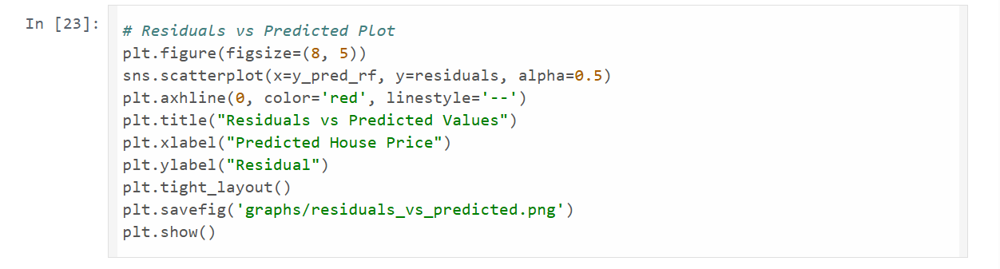 In [23]:
# Residuals vs Predicted Plot
plt.figure(figsize=(8, 5))
sns.scatterplot(x=y_pred_rf, y=residuals, alpha=0.5)
plt.axhline(0, color='red', linestyle='--')
plt.title("Residuals vs Predicted Values")
plt.xlabel("Predicted House Price")
plt.ylabel("Residual")
plt.tight_layout()
plt.savefig('graphs/residuals_vs_predicted.png')
plt.show()